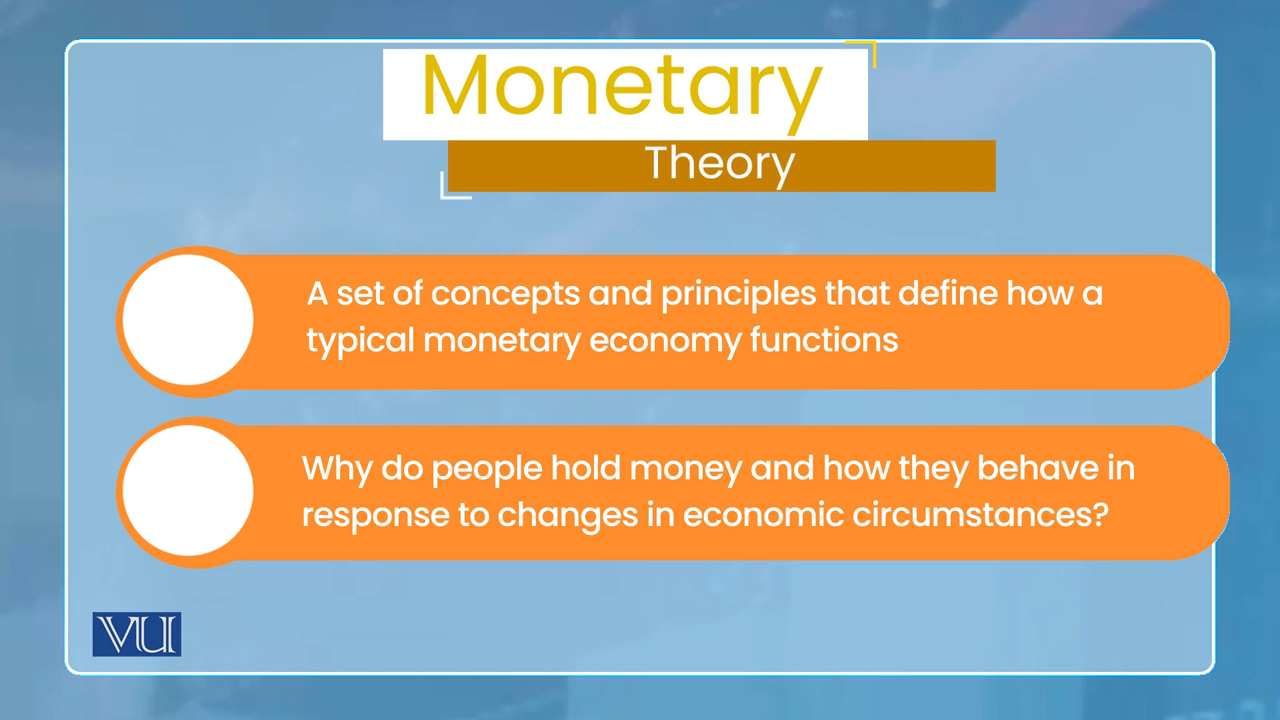 Monetary
Theory
A set of concepts and principles that define how a
typical monetary economy functions
Why do people hold money and how they behave in
response to changes in economic circumstances?
VU